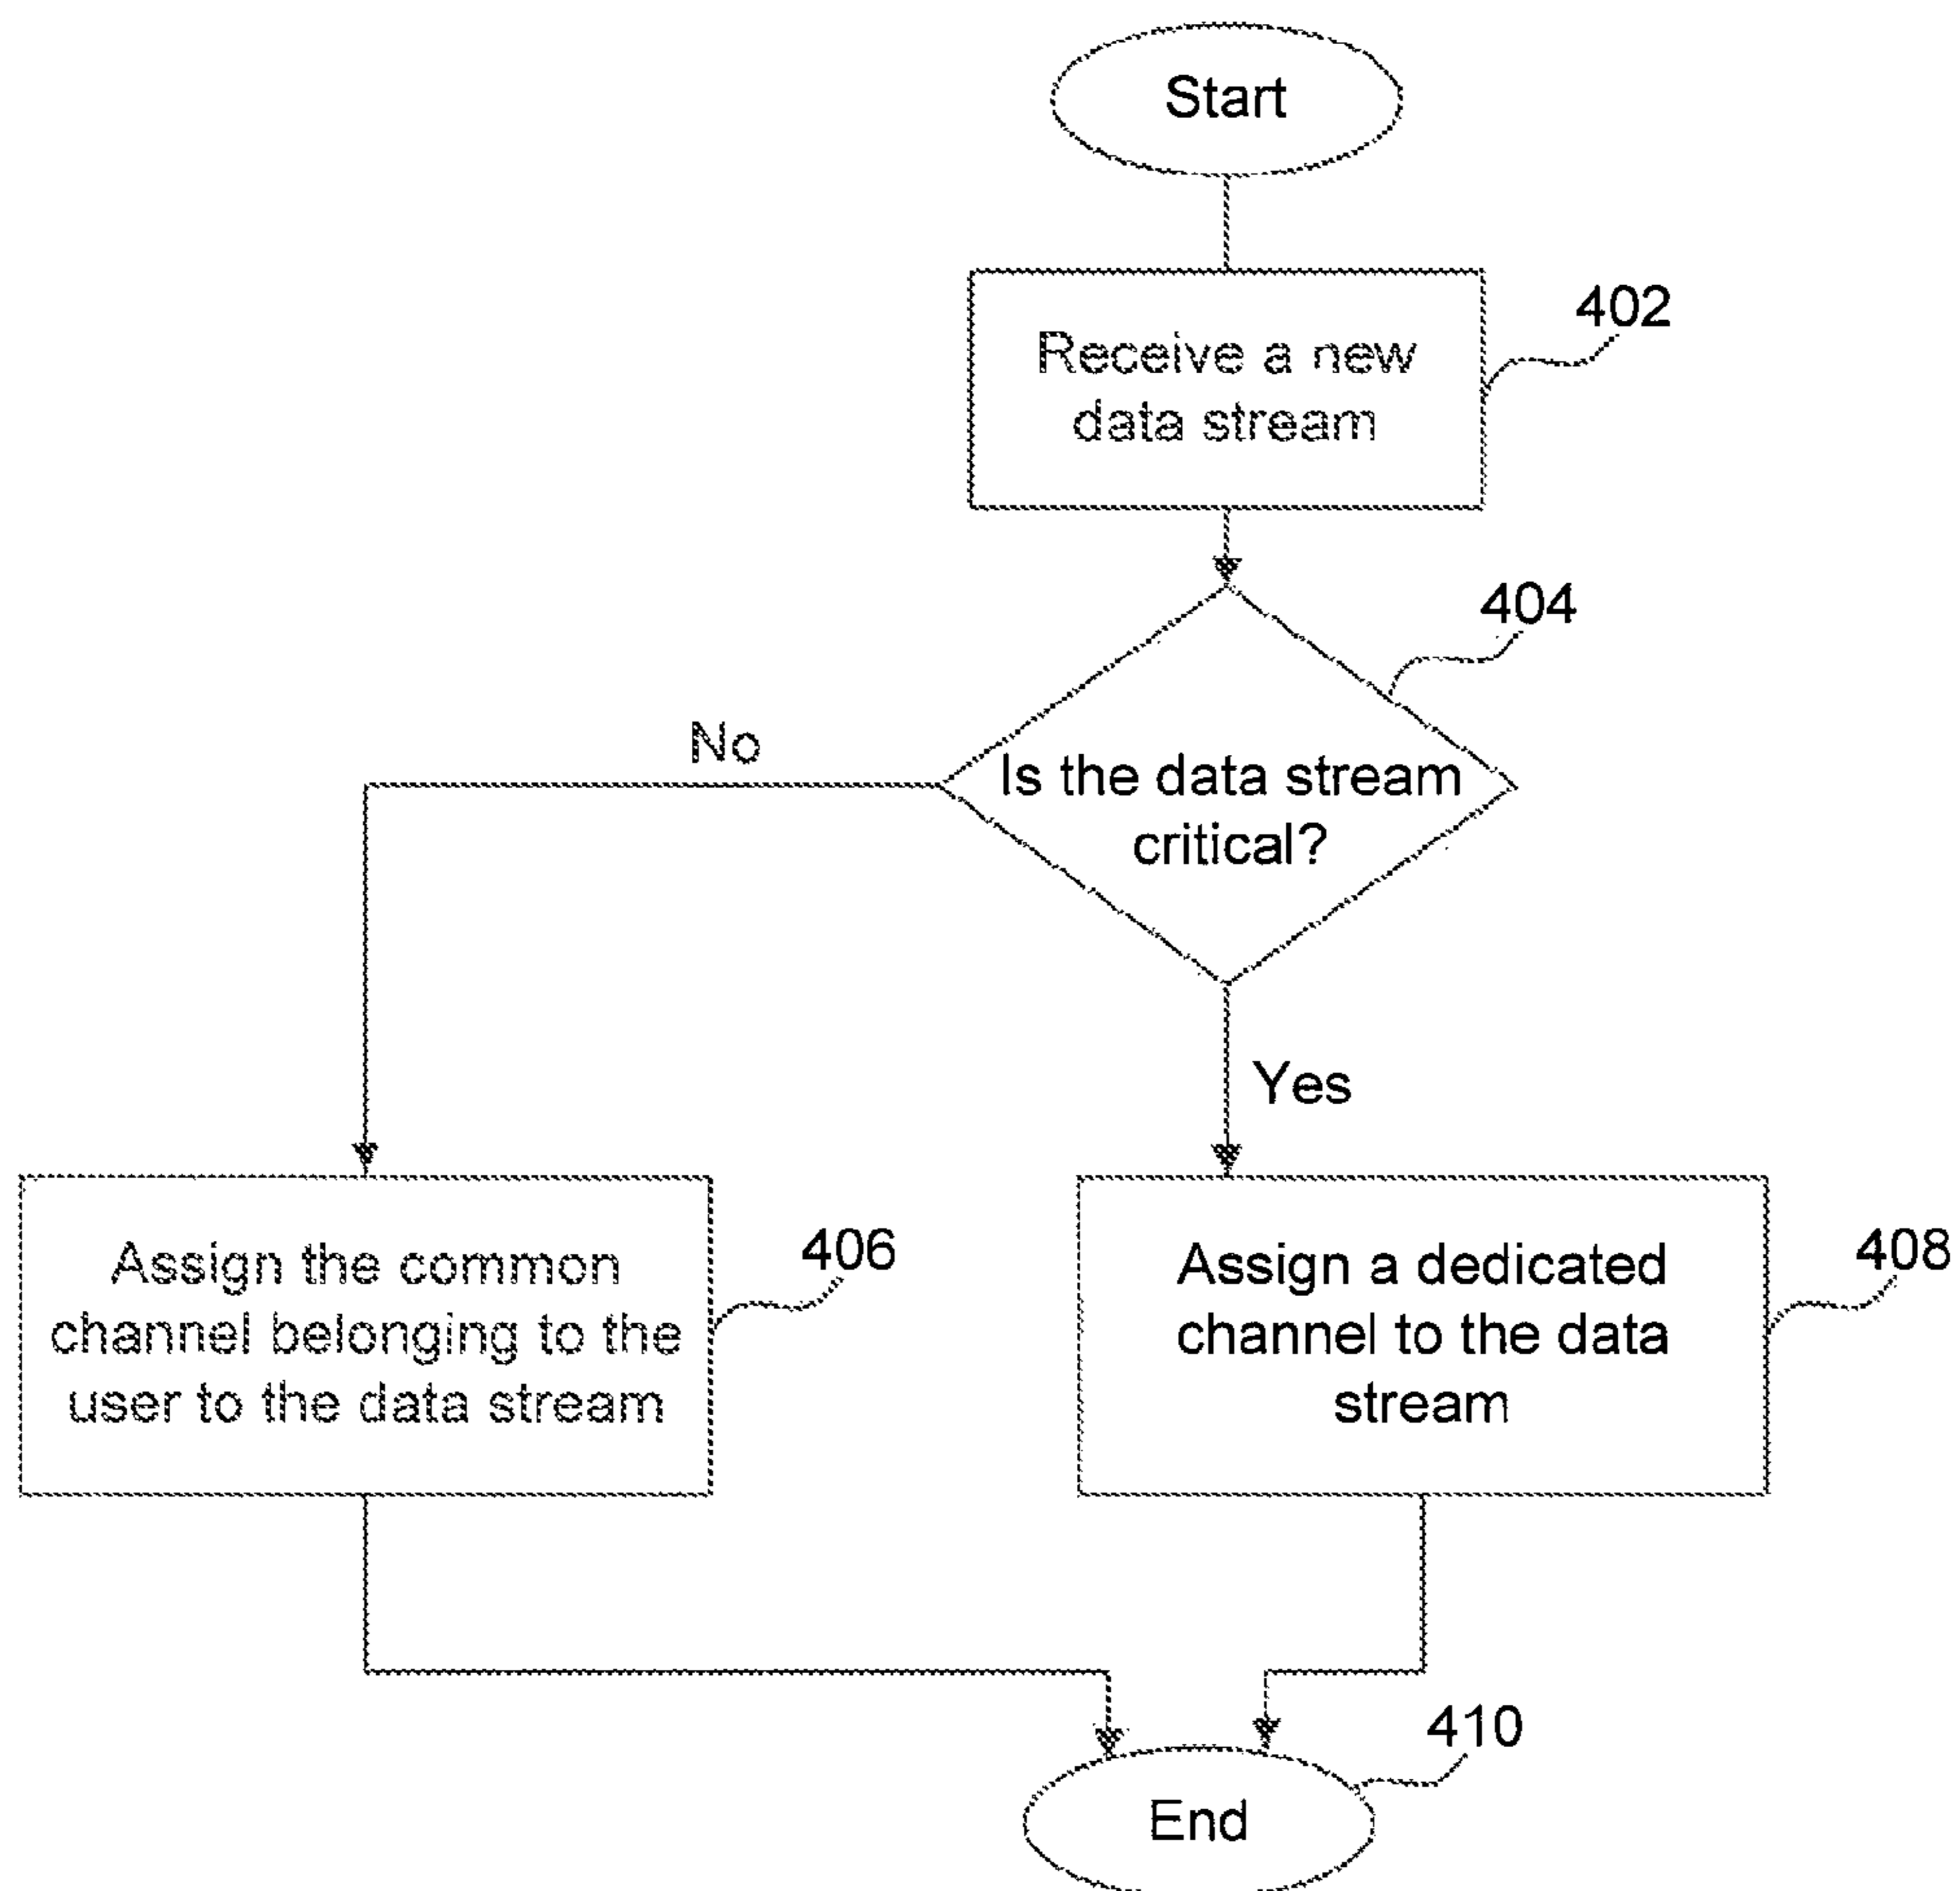 Start
Receive a new
data stream
402
404
Is the data stream
critical?
No
Yes
Assign the common
channel belonging to the
user to the data stream
406
Assign a dedicated
channel to the data
stream
408
410
End